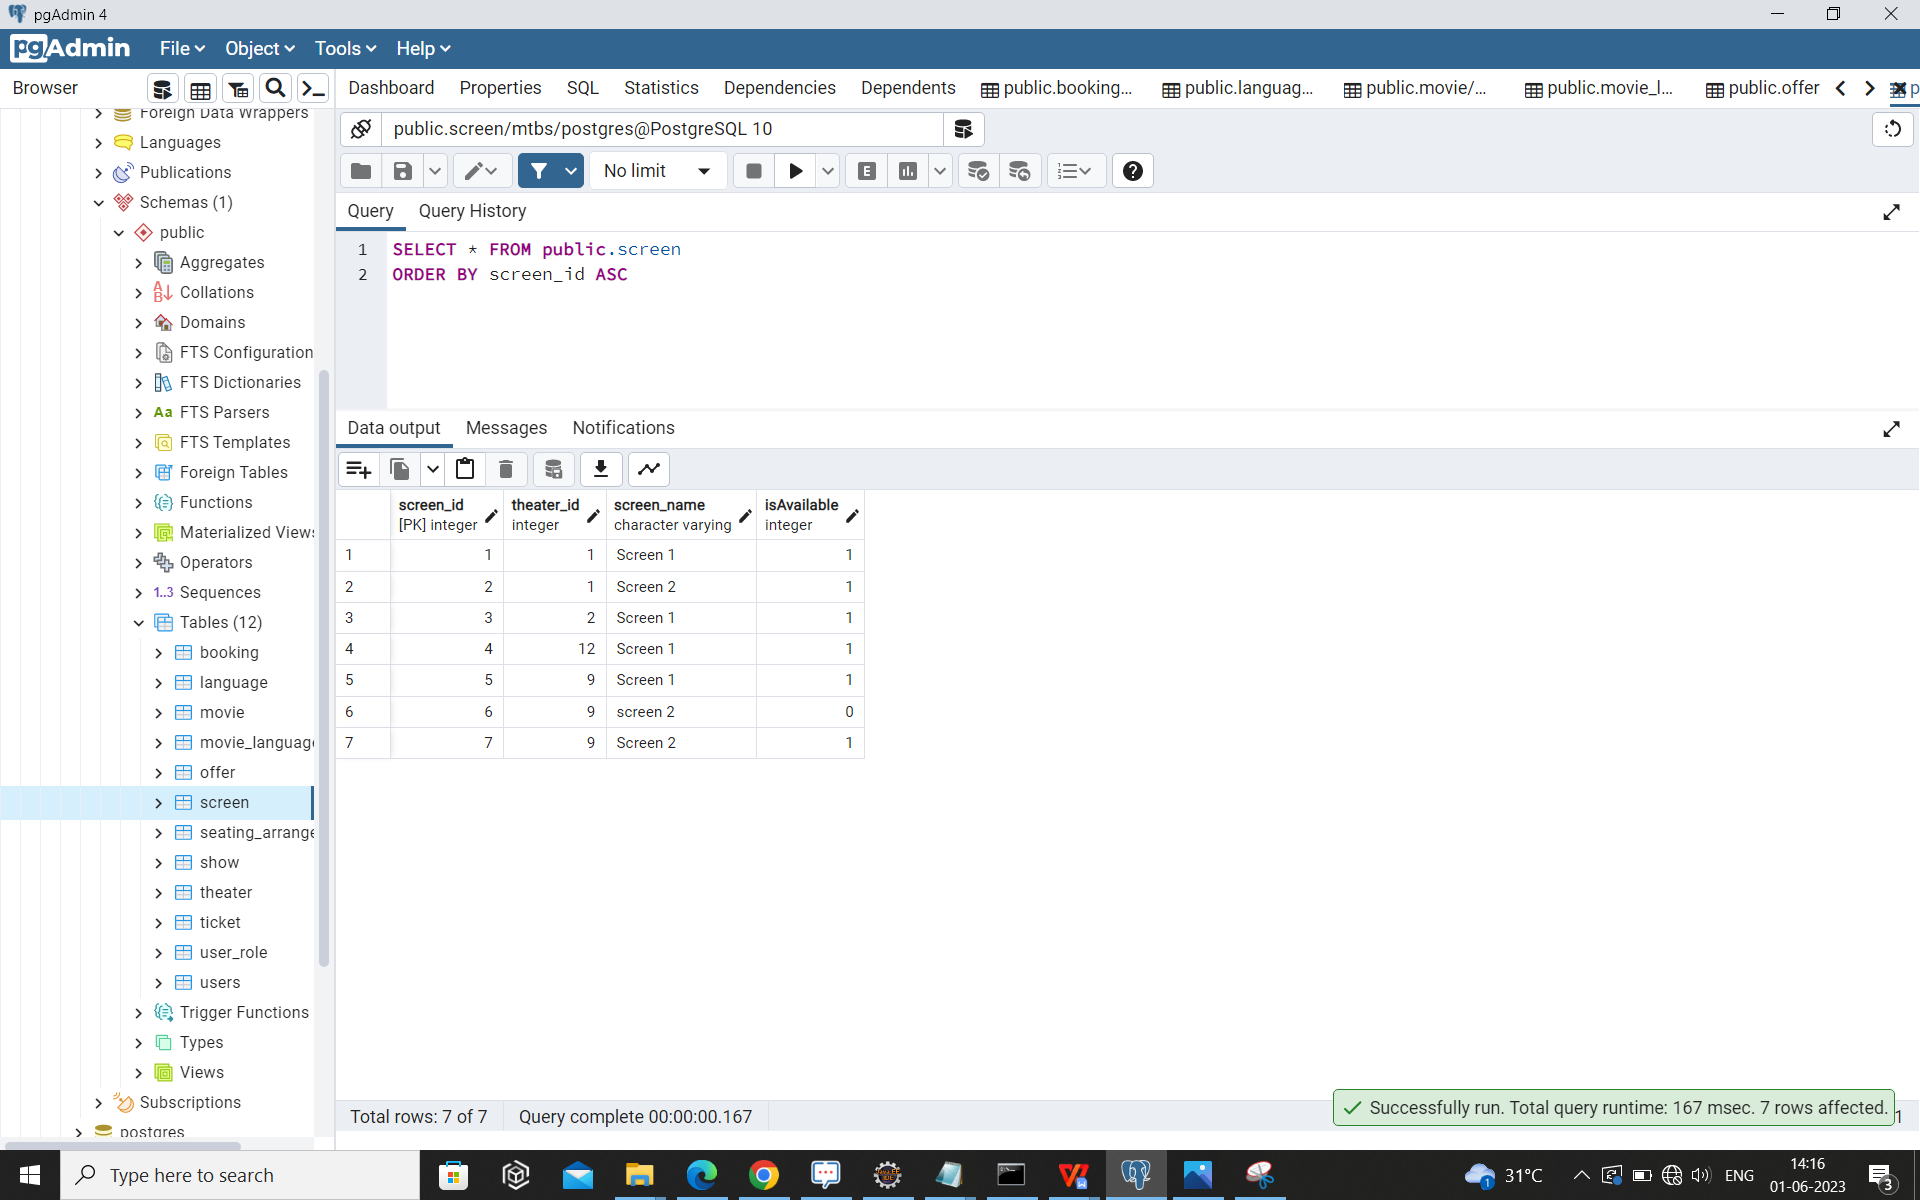 pgAdmin 4
pgAdmin File Object Tools Help
Browser
Dashboard Properties SQL Statistics Dependencies Dependents public.booking... public.languag... public.movie/... public.movie_l... public.offer p
Foreign Data Wrappers
Languages
Publications
Schemas (1)
public
Aggregates
Collations
Domains
FTS Configuration
FTS Dictionaries
Aa FTS Parsers
FTS Templates
Foreign Tables
Functions
Materialized Views
Operators
1..3 Sequences
Tables (12)
booking
language
movie
movie_language
offer
screen
seating_arrange
show
theater
ticket
user_role
users
Trigger Functions
Types
Views
Subscriptions
postgres
public.screen/mtbs/postgres@PostgreSQL 10
No limit
E
Query Query History
1 SELECT * FROM public.screen
2 ORDER BY screen_id ASC
Data output Messages Notifications
screen_id theater_id screen_name isAvailable
[PK] integer integer character varying integer
1 1 1 Screen 1 1
2 2 1 Screen 2 1
3 3 2 Screen 1 1
4 4 12 Screen 1 1
5 5 9 Screen 1 1
6 6 9 screen 2 0
7 7 9 Screen 2 1
Total rows: 7 of 7 Query complete 00:00:00.167
Successfully run. Total query runtime: 167 msec. 7 rows affected. 1
Type here to search
1 31°C ENG
14:16
01-06-2023
3